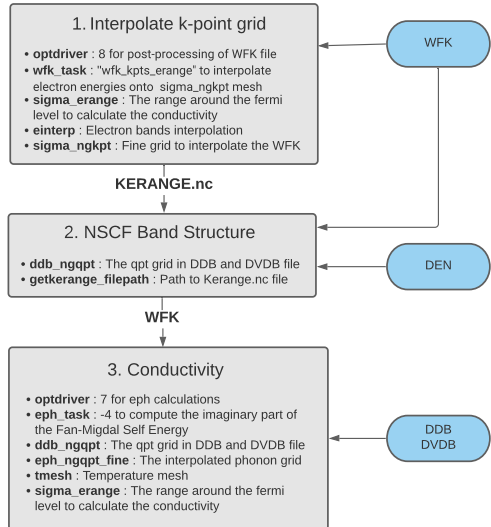 1. Interpolate k-point grid
• optdriver : 8 for post-processing of WFK file
• wfk_task : "wfk_kpts_erange" to interpolate
electron energies onto sigma_ngkpt mesh
• sigma_erange : The range around the fermi
level to calculate the conductivity
• einterp : Electron bands interpolation
• sigma_ngkpt : Fine grid to interpolate the WFK
WFK
KERANGE.nc
2. NSCF Band Structure
• ddb_ngqpt : The qpt grid in DDB and DVDB file
• getkerange_filepath : Path to Kerange.nc file
DEN
WFK
3. Conductivity
• optdriver : 7 for eph calculations
• eph_task : -4 to compute the imaginary part of
the Fan-Migdal Self Energy
• ddb_ngqpt : The qpt grid in DDB and DVDB file
• eph_ngqpt_fine : The interpolated phonon grid
• tmesh : Temperature mesh
• sigma_erange : The range around the fermi
level to calculate the conductivity
DDB
DVDB